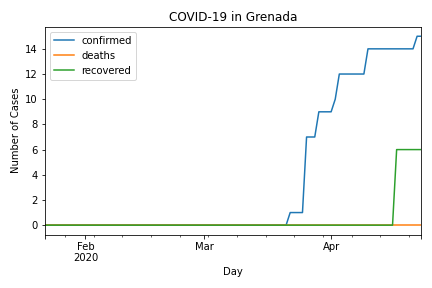 COVID-19 in Grenada
confirmed
deaths
recovered
Number of Cases
14
12
10
8
6
4
2
0
Feb
2020
Mar
Apr
Day